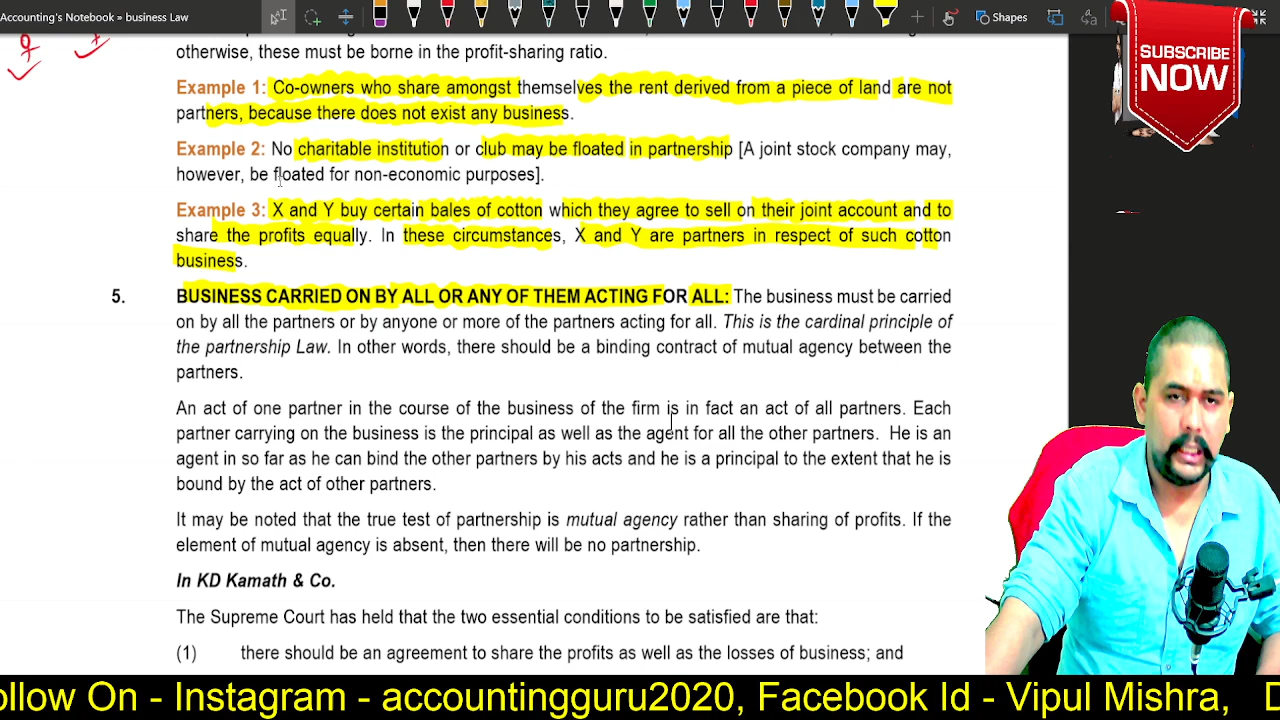 Accounting's Notebook » business Law
Shapes
SUBSCRIBE
NOW
otherwise, these must be borne in the profit-sharing ratio.
Example 1: Co-owners who share amongst themselves the rent derived from a piece of land are not
partners, because there does not exist any business.
Example 2: No charitable institution or club may be floated in partnership [A joint stock company may,
however, be floated for non-economic purposes].
Example 3: X and Y buy certain bales of cotton which they agree to sell on their joint account and to
share the profits equally. In these circumstances, X and Y are partners in respect of such cotton
business.
5. BUSINESS CARRIED ON BY ALL OR ANY OF THEM ACTING FOR ALL: The business must be carried
on by all the partners or by anyone or more of the partners acting for all. This is the cardinal principle of
the partnership Law. In other words, there should be a binding contract of mutual agency between the
partners.
An act of one partner in the course of the business of the firm is in fact an act of all partners. Each
partner carrying on the business is the principal as well as the agent for all the other partners. He is an
agent in so far as he can bind the other partners by his acts and he is a principal to the extent that he is
bound by the act of other partners.
It may be noted that the true test of partnership is mutual agency rather than sharing of profits. If the
element of mutual agency is absent, then there will be no partnership.
In KD Kamath & Co.
The Supreme Court has held that the two essential conditions to be satisfied are that:
(1) there should be an agreement to share the profits as well as the losses of business; and
ollow On - Instagram - accountingguru2020, Facebook Id - Vipul Mishra,